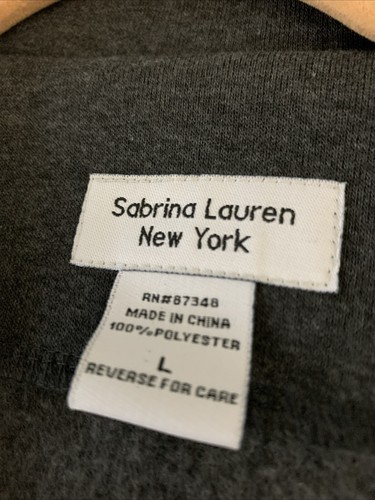 Sabrina Lauren
New York
RN#87348
MADE IN CHINA
100%POLYESTER
L
REVERSE FOR CARE